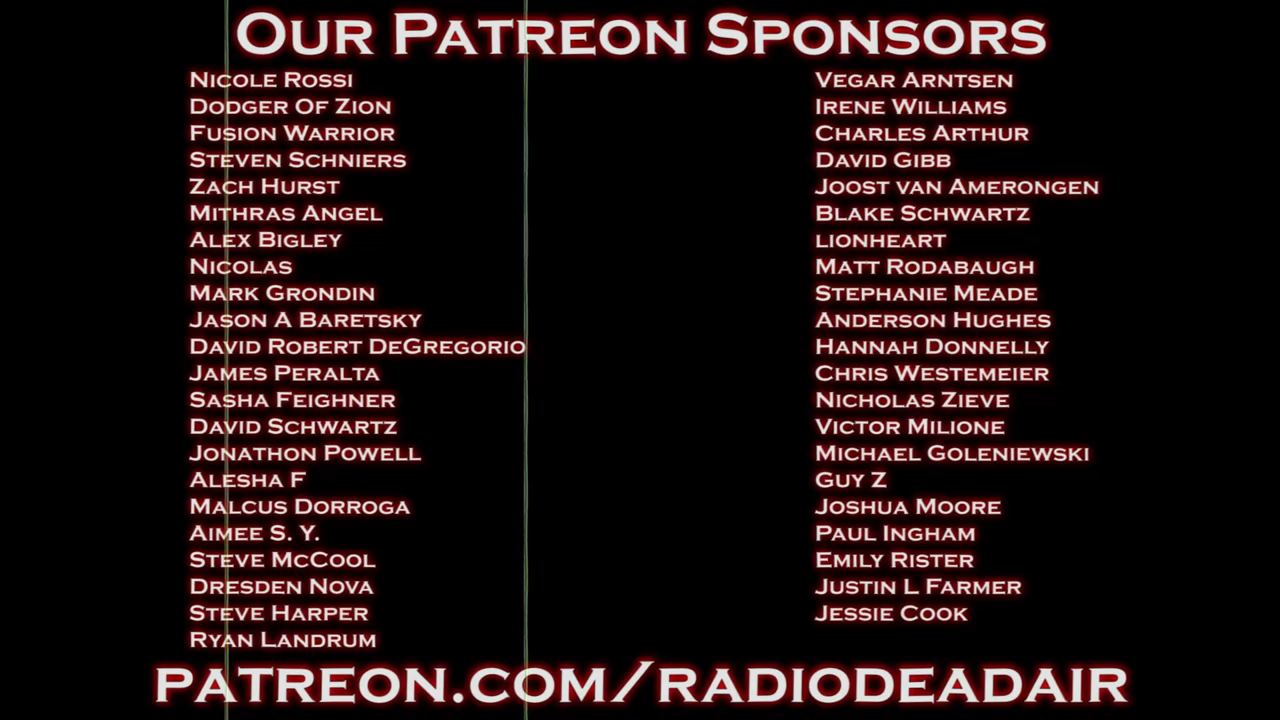 Our Patreon Sponsors
Nicole Rossi
Dodger Of Zion
Fusion Warrior
Steven Schniers
Zach Hurst
Mithras Angel
Alex Bigley
Nicolas
Mark Grondin
Jason A Baretsky
David Robert DeGregorio
James Peralta
Sasha Feighner
David Schwartz
Jonathon Powell
Alesha F
Malcus Dorroga
Aimee S. Y.
Steve McCool
Dresden Nova
Steve Harper
Ryan Landrum
Vegar Arntsen
Irene Williams
Charles Arthur
David Gibb
Joost van Amerongen
Blake Schwartz
lionheart
Matt Rodabaugh
Stephanie Meade
Anderson Hughes
Hannah Donnelly
Chris Westemeier
Nicholas Zieve
Victor Milione
Michael Goleniewski
Guy Z
Joshua Moore
Paul Ingham
Emily Rister
Justin L Farmer
Jessie Cook
patreon.com/radiodeadair